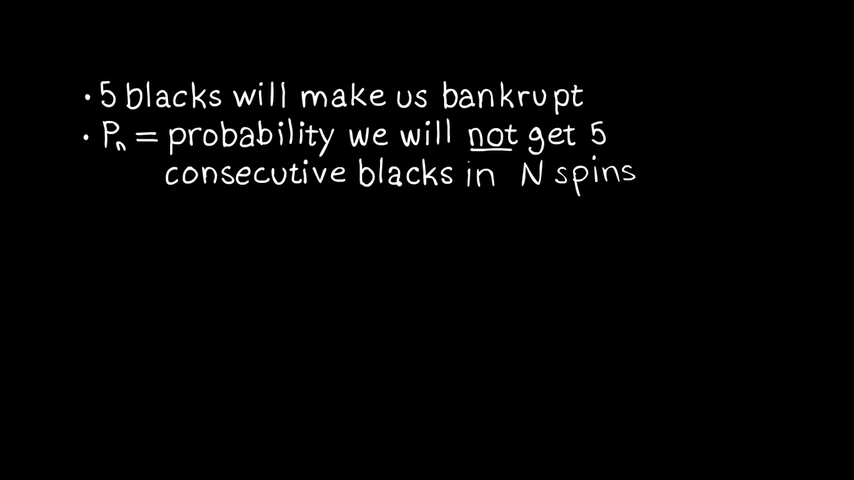 • 5 blacks will make us bankrupt
• Pₙ = probability we will not get 5
consecutive blacks in N spins